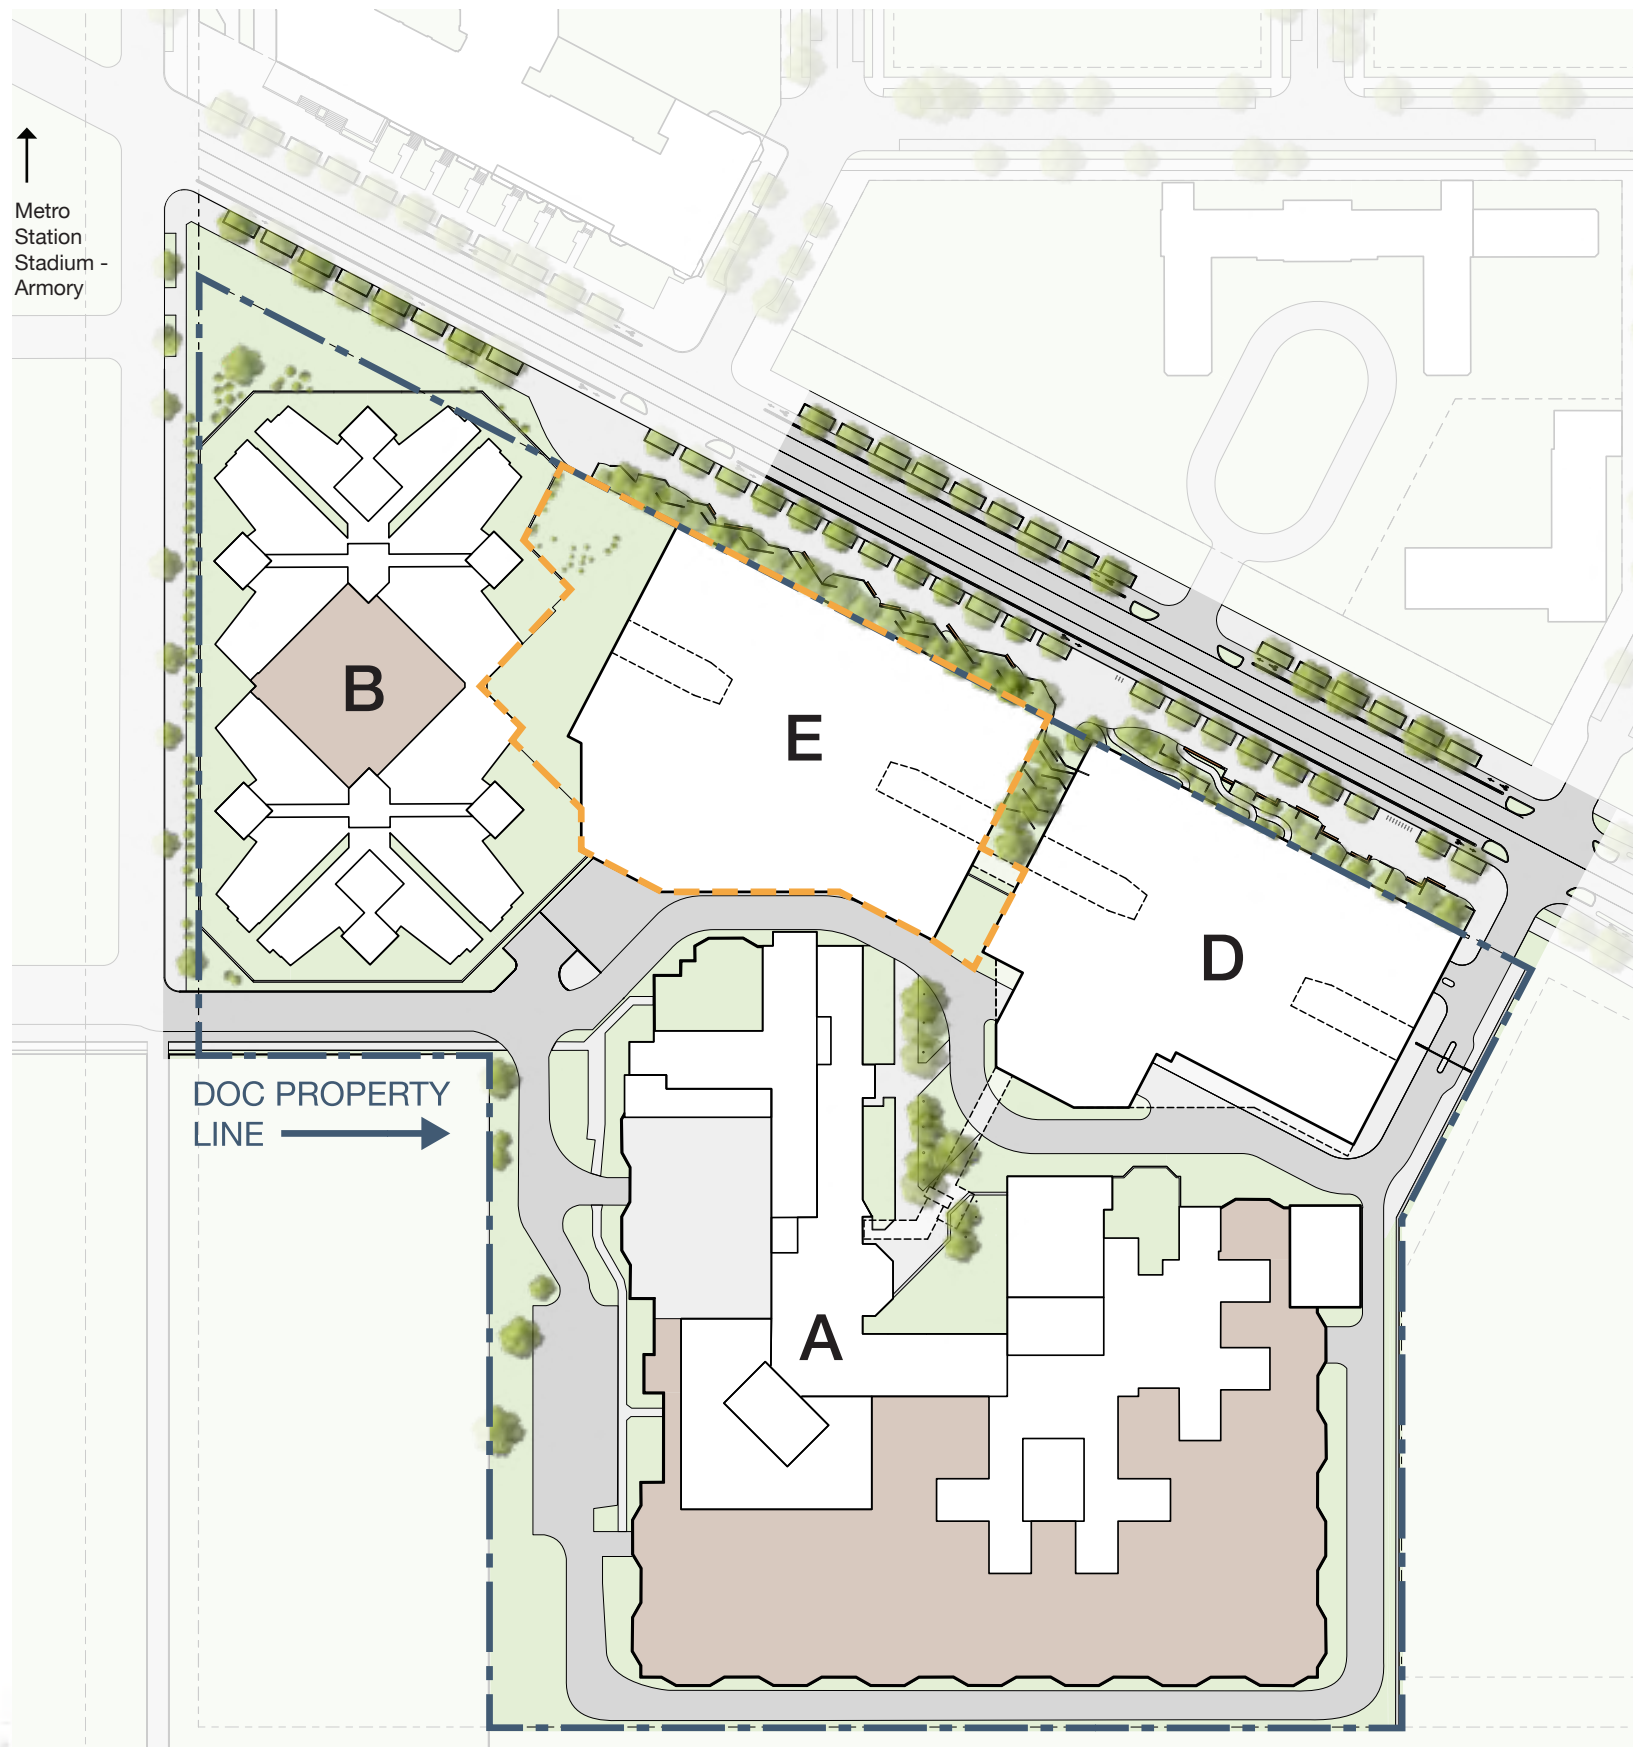 Metro
Station
Stadium -
Armory
B
E
D
DOC PROPERTY
LINE
A